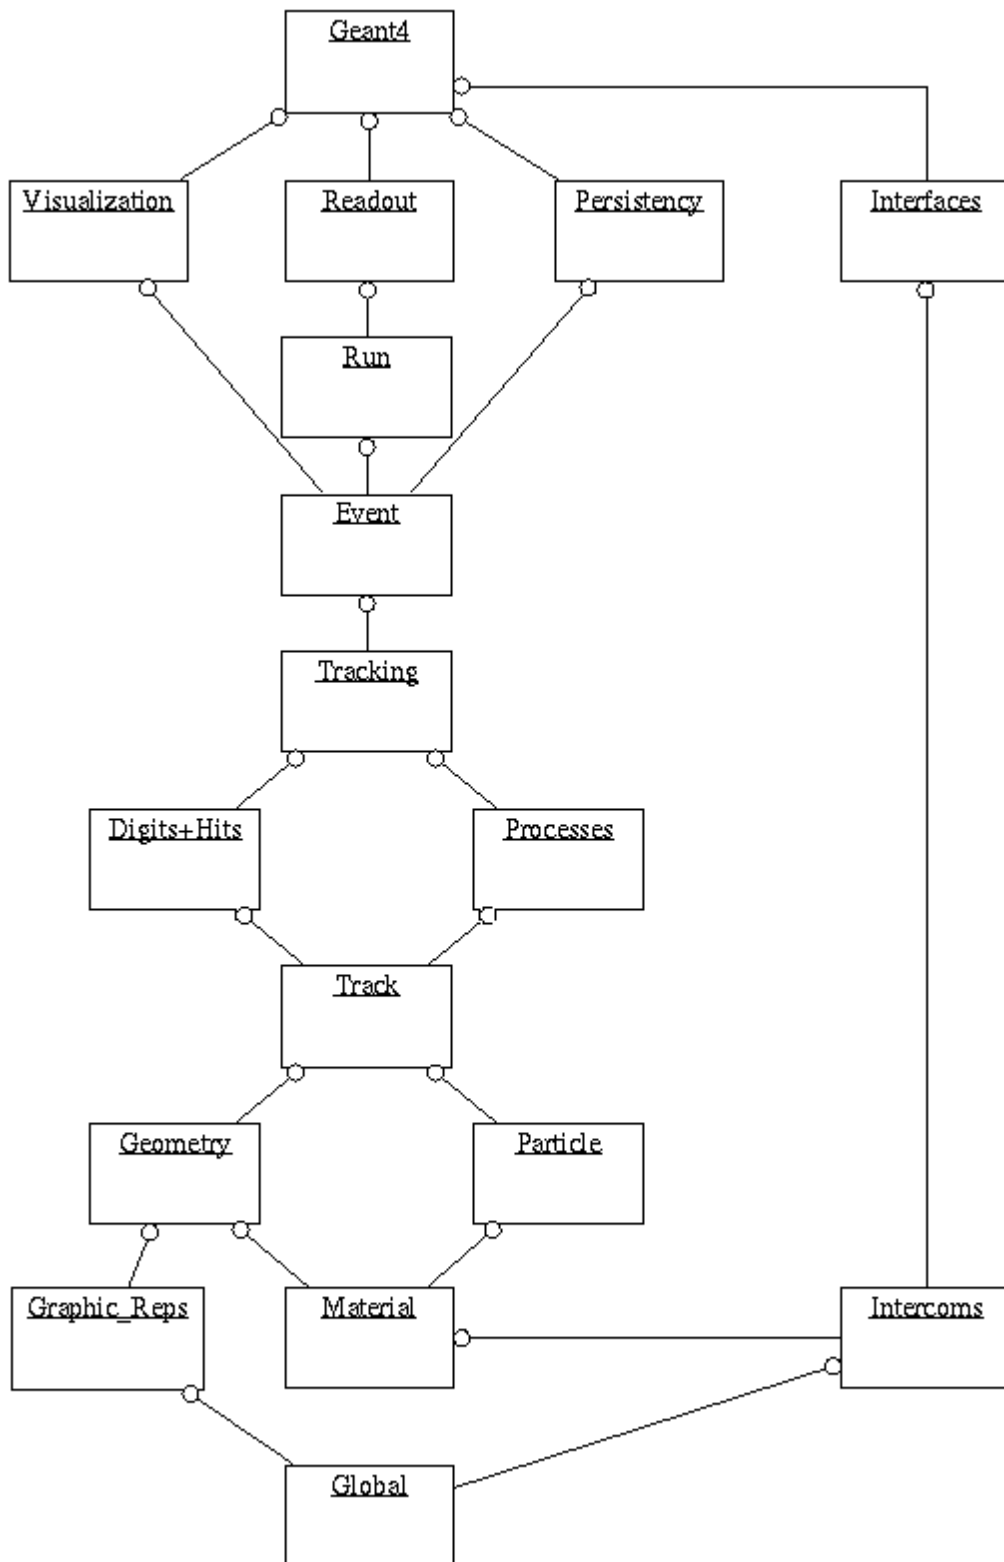 Geant4
Visualization
Readout
Persistency
Interfaces
Run
Event
Tracking
Digits+Hits
Processes
Track
Geometry
Particle
Graphic_Reps
Material
Intercoms
Global